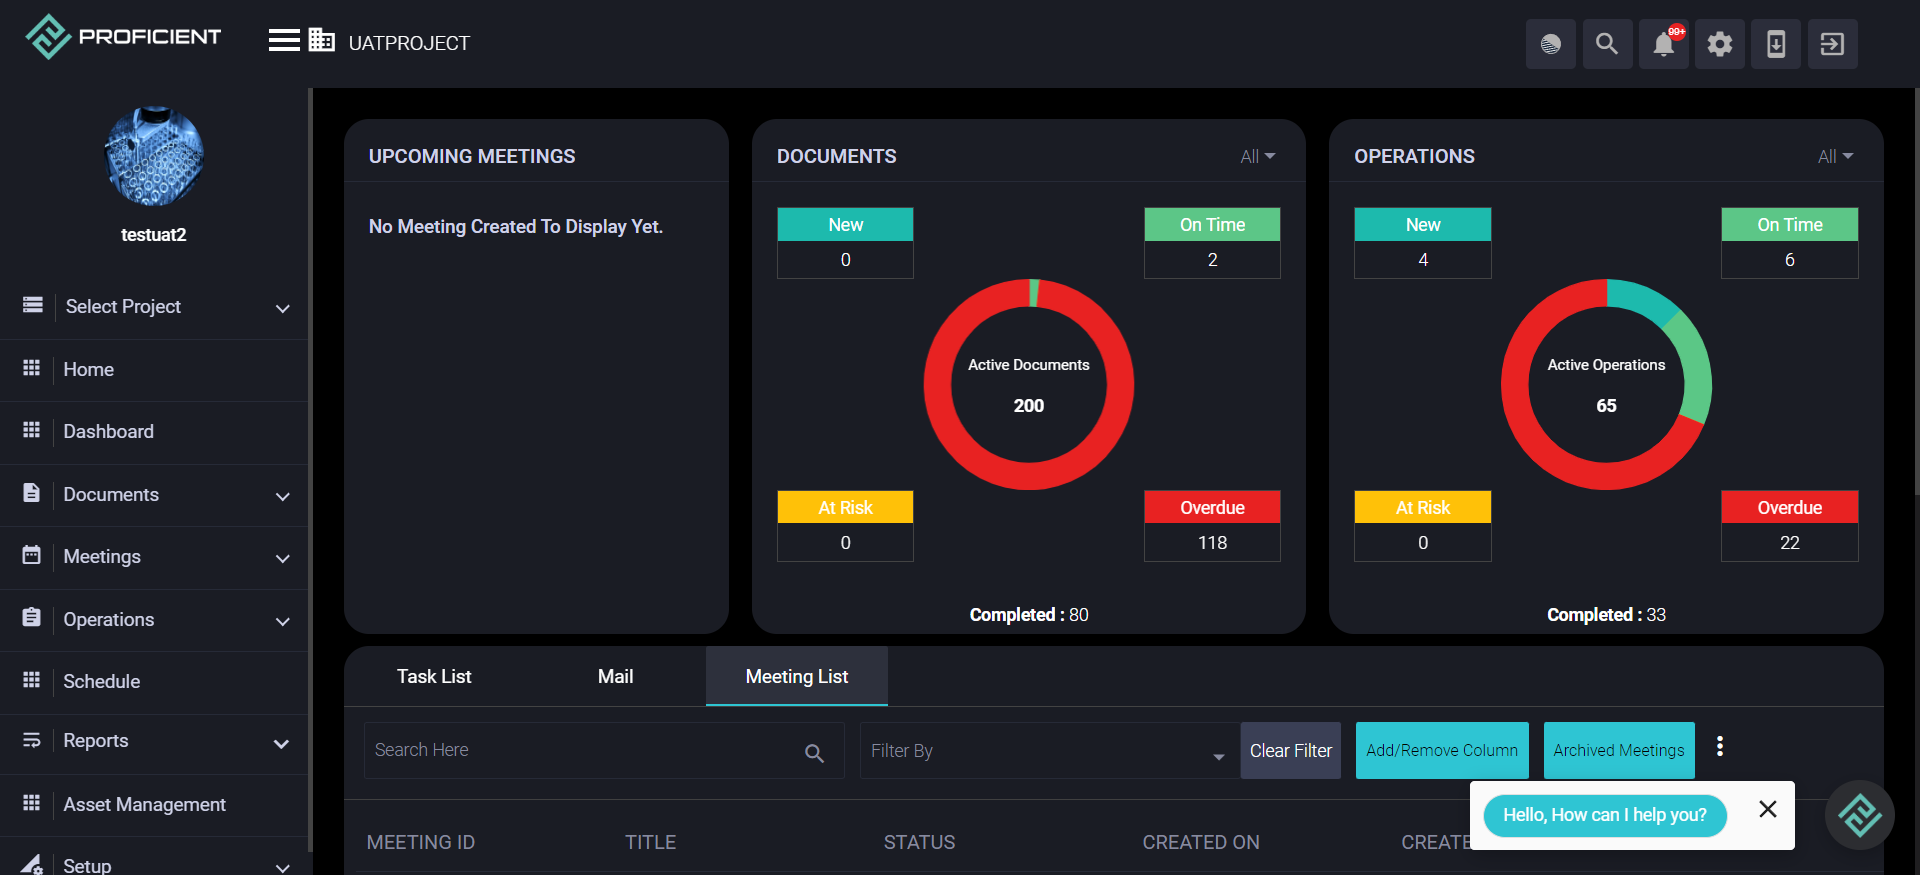 PROFICIENT
UATPROJECT
99+
testuat2
Select Project
Home
Dashboard
Documents
Meetings
Operations
Schedule
Reports
Asset Management
Setup
UPCOMING MEETINGS
No Meeting Created To Display Yet.
DOCUMENTS
All
New
0
On Time
2
Active Documents
200
At Risk
0
Overdue
118
Completed : 80
OPERATIONS
All
New
4
On Time
6
Active Operations
65
At Risk
0
Overdue
22
Completed : 33
Task List
Mail
Meeting List
Search Here
Filter By
Clear Filter
Add/Remove Column
Archived Meetings
MEETING ID
TITLE
STATUS
CREATED ON
Hello, How can I help you?